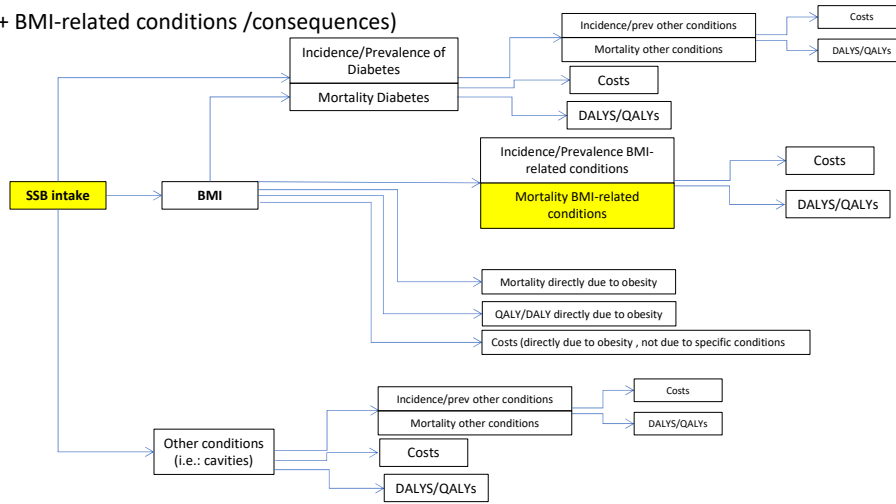 + BMI-related conditions /consequences)
Incidence/Prevalence of
Diabetes
Mortality Diabetes
Incidence/prev other conditions
Mortality other conditions
Costs
DALYS/QALYs
Costs
DALYS/QALYs
SSB intake
BMI
Incidence/Prevalence BMI-
related conditions
Mortality BMI-related
conditions
Costs
DALYS/QALYs
Mortality directly due to obesity
QALY/DALY directly due to obesity
Costs (directly due to obesity , not due to specific conditions
Other conditions
(i.e.: cavities)
Incidence/prev other conditions
Mortality other conditions
Costs
DALYS/QALYs
Costs
DALYS/QALYs